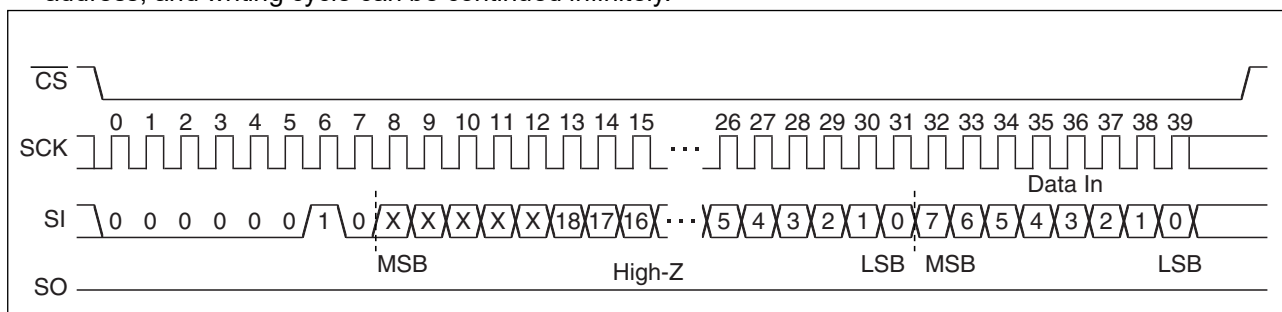 address, and writing cycle can be continued infinitely.
CS
0 1 2 3 4 5 6 7 8 9 10 11 12 13 14 15 26 27 28 29 30 31 32 33 34 35 36 37 38 39
SCK ···
Data In
SI 0 0 0 0 0 0 1 0 X X X X X 18 17 16 ··· 5 4 3 2 1 0 7 6 5 4 3 2 1 0
MSB High-Z LSB MSB LSB
SO